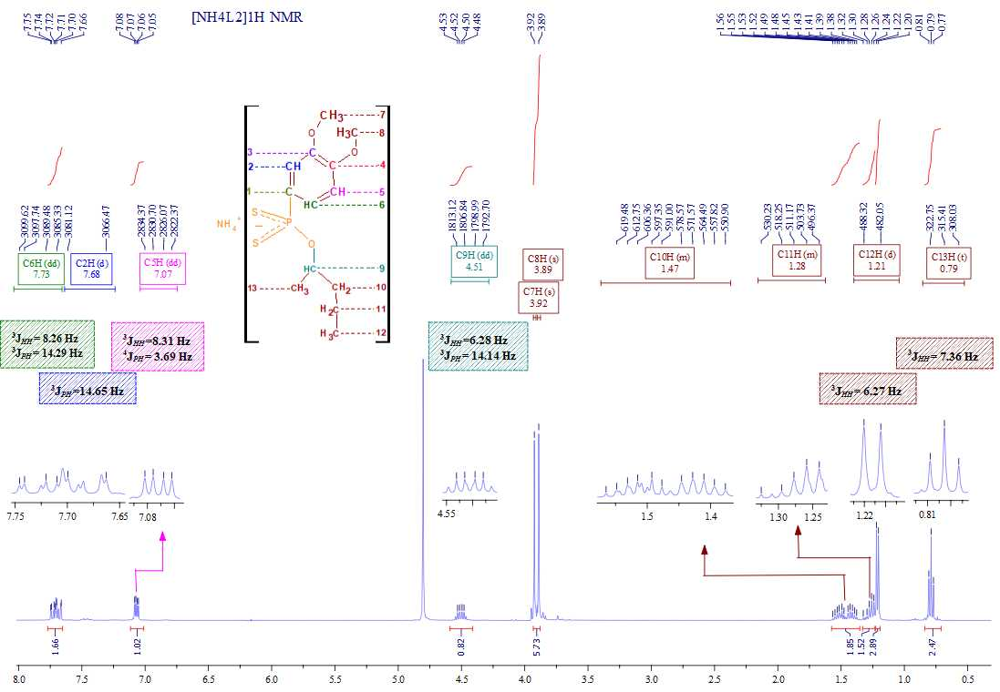 [NH4L2]1H NMR
7.75
7.74
7.72
7.71
7.70
7.66
7.08
7.07
7.06
7.05
4.53
4.52
4.50
4.48
3.92
3.89
1.56
1.55
1.53
1.52
1.49
1.48
1.45
1.43
1.41
1.39
1.38
1.32
1.30
1.28
1.26
1.24
1.22
1.20
0.81
0.79
0.77
CH3 7
H3C 8
O
O
3 C
2 CH
C 4
1 C
CH 5
HC 6
S
NH4+
P
S
O
HC 9
13 CH3
CH2 10
H2C 11
H3C 12
3099.62
3097.74
3089.48
3085.33
3081.12
3066.47
2834.37
2830.70
2826.07
2822.37
1813.12
1806.84
1798.99
1792.70
619.48
612.75
606.36
597.35
591.00
578.57
571.57
564.49
557.82
550.90
530.23
518.25
511.17
503.73
496.37
488.32
482.05
322.75
315.41
308.03
C6H (dd)
7.73
C2H (d)
7.68
C5H (dd)
7.07
C9H (dd)
4.51
C8H (s)
3.89
C7H (s)
3.92
C10H (m)
1.47
C11H (m)
1.28
C12H (d)
1.21
C13H (t)
0.79
3JHH= 8.26 Hz
3JPH= 14.29 Hz
3JHH=8.31 Hz
4JPH= 3.69 Hz
3JPH=14.65 Hz
3JHH=6.28 Hz
3JPH= 14.14 Hz
3JHH= 7.36 Hz
3JHH= 6.27 Hz
7.75 7.70 7.65
7.08
4.55
1.5 1.4
1.30 1.25
1.22
0.81
1.66
1.02
0.82
5.73
1.85
1.52
2.89
2.47
8.0 7.5 7.0 6.5 6.0 5.5 5.0 4.5 4.0 3.5 3.0 2.5 2.0 1.5 1.0 0.5